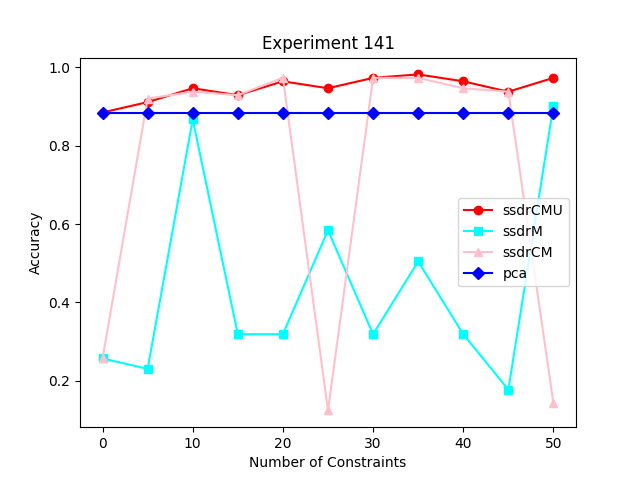 Experiment 141
1.0
0.8
0.6
0.4
0.2
Accuracy
ssdrCMU
ssdrM
ssdrCM
pca
0 10 20 30 40 50
Number of Constraints